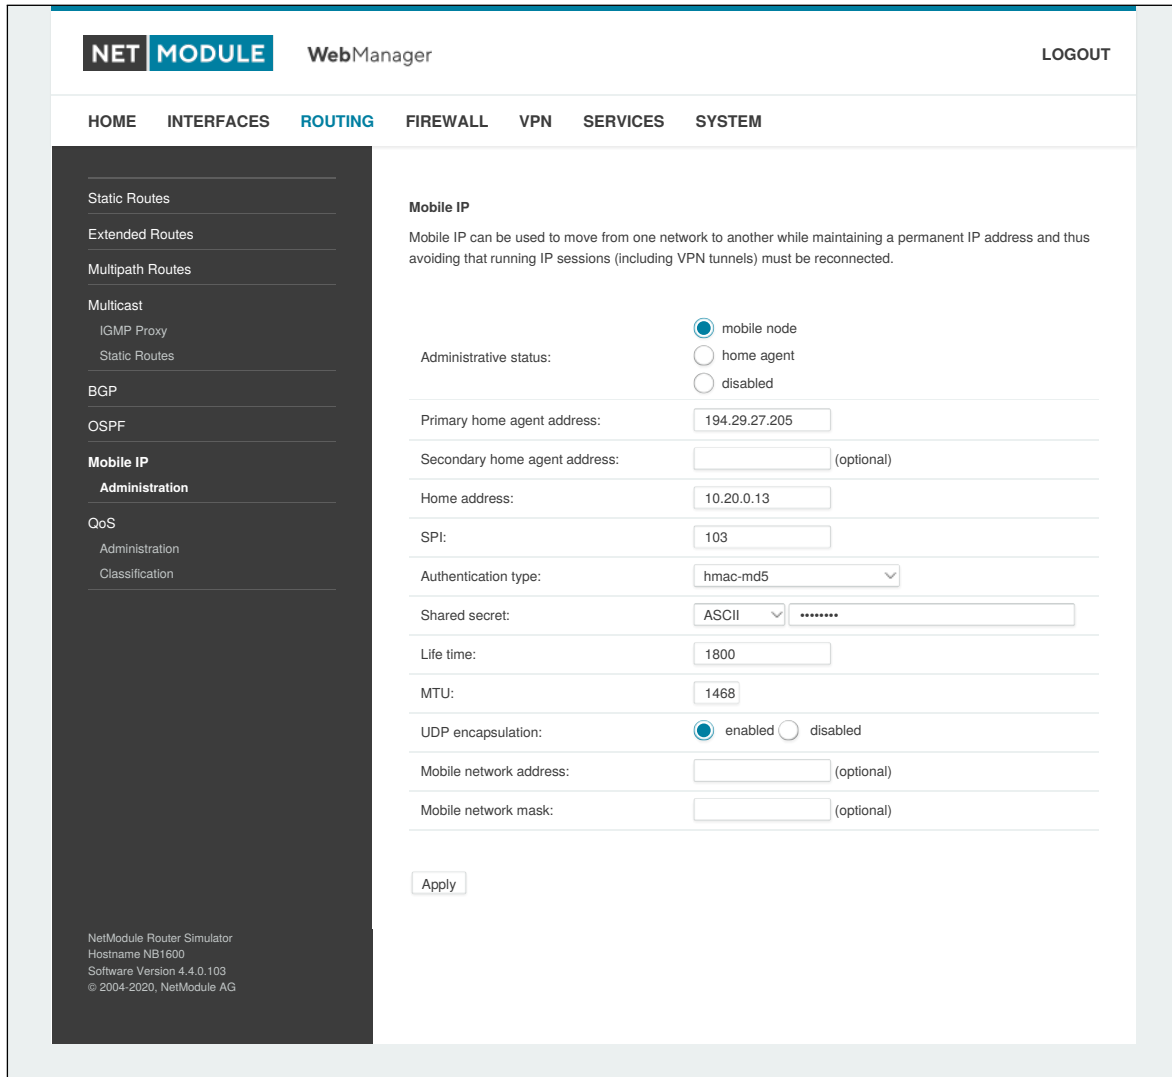 NET MODULE WebManager LOGOUT
HOME INTERFACES ROUTING FIREWALL VPN SERVICES SYSTEM
Static Routes
Extended Routes
Multipath Routes
Multicast
IGMP Proxy
Static Routes
BGP
OSPF
Mobile IP
Administration
QoS
Administration
Classification
NetModule Router Simulator
Hostname NB1600
Software Version 4.4.0.103
© 2004-2020, NetModule AG
Mobile IP
Mobile IP can be used to move from one network to another while maintaining a permanent IP address and thus
avoiding that running IP sessions (including VPN tunnels) must be reconnected.
Administrative status:
mobile node
home agent
disabled
Primary home agent address: 194.29.27.205
Secondary home agent address: (optional)
Home address: 10.20.0.13
SPI: 103
Authentication type: hmac-md5
Shared secret: ASCII ••••••••
Life time: 1800
MTU: 1468
UDP encapsulation: enabled disabled
Mobile network address: (optional)
Mobile network mask: (optional)
Apply